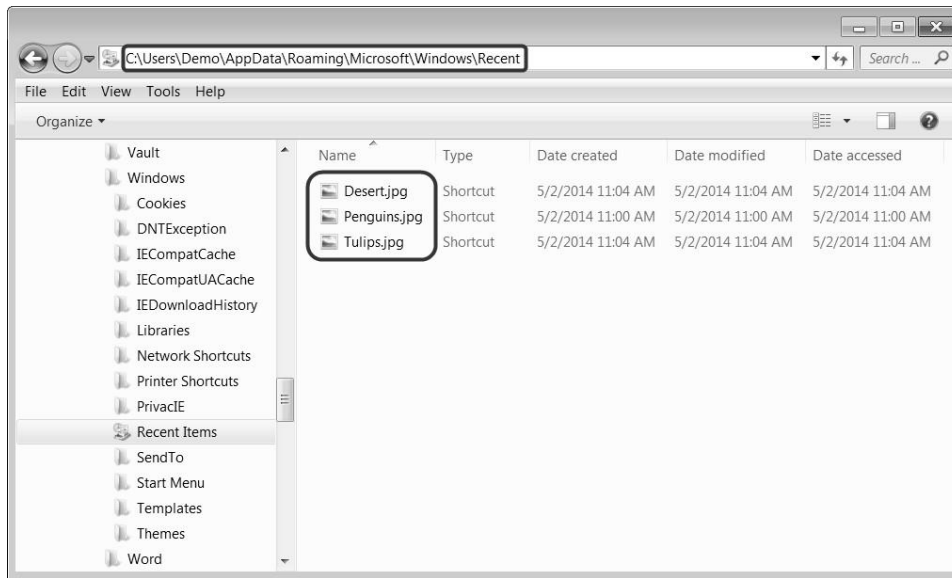 C:\Users\Demo\AppData\Roaming\Microsoft\Windows\Recent
Search ...
File Edit View Tools Help
Organize
Vault
Windows
Cookies
DNTException
IECompatCache
IECompatUACache
IEDownloadHistory
Libraries
Network Shortcuts
Printer Shortcuts
PrivacIE
Recent Items
SendTo
Start Menu
Templates
Themes
Word
Name Type Date created Date modified Date accessed
Desert.jpg Shortcut 5/2/2014 11:04 AM 5/2/2014 11:04 AM 5/2/2014 11:04 AM
Penguins.jpg Shortcut 5/2/2014 11:00 AM 5/2/2014 11:00 AM 5/2/2014 11:00 AM
Tulips.jpg Shortcut 5/2/2014 11:04 AM 5/2/2014 11:04 AM 5/2/2014 11:04 AM